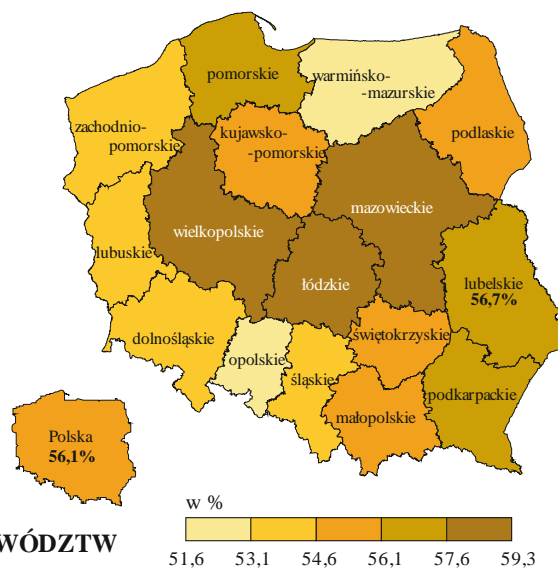 pomorskie
warmińsko-
-mazurskie
zachodnio-
pomorskie
kujawsko-
-pomorskie
podlaskie
mazowieckie
wielkopolskie
lubuskie
łódzkie
lubelskie
56,7%
dolnośląskie
świętokrzyskie
opolskie
śląskie
małopolskie
podkarpackie
Polska
56,1%
w %
WÓDZTW
51,6 53,1 54,6 56,1 57,6 59,3